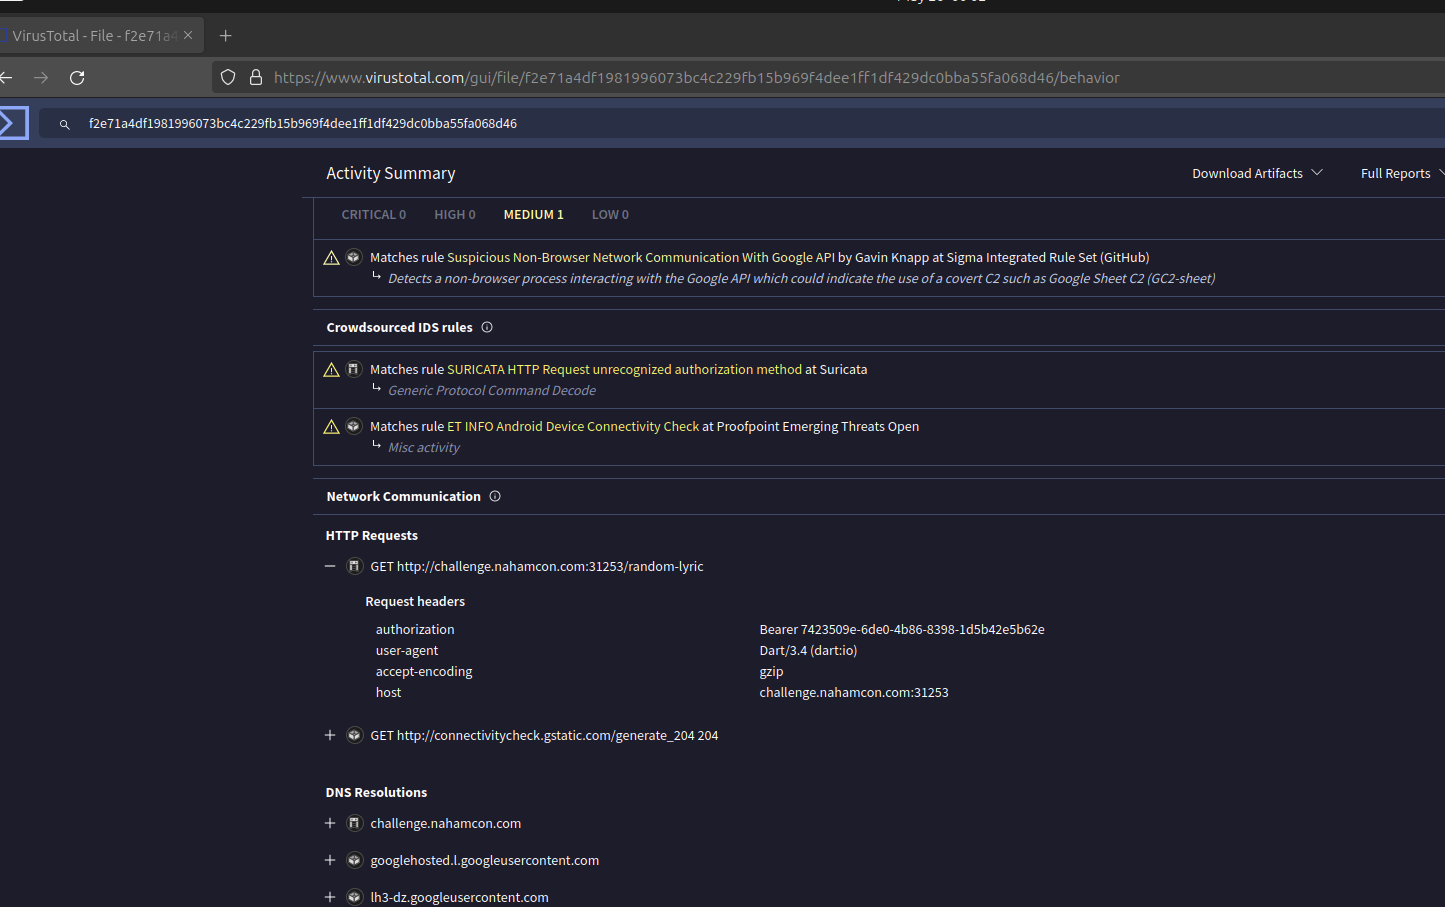 VirusTotal - File - f2e71a4
https://www.virustotal.com/gui/file/f2e71a4df1981996073bc4c229fb15b969f4dee1ff1df429dc0bba55fa068d46/behavior
f2e71a4df1981996073bc4c229fb15b969f4dee1ff1df429dc0bba55fa068d46
Activity Summary Download Artifacts Full Reports
CRITICAL 0 HIGH 0 MEDIUM 1 LOW 0
Matches rule Suspicious Non-Browser Network Communication With Google API by Gavin Knapp at Sigma Integrated Rule Set (GitHub)
Detects a non-browser process interacting with the Google API which could indicate the use of a covert C2 such as Google Sheet C2 (GC2-sheet)
Crowdsourced IDS rules
Matches rule SURICATA HTTP Request unrecognized authorization method at Suricata
Generic Protocol Command Decode
Matches rule ET INFO Android Device Connectivity Check at Proofpoint Emerging Threats Open
Misc activity
Network Communication
HTTP Requests
GET http://challenge.nahamcon.com:31253/random-lyric
Request headers
authorization Bearer 7423509e-6de0-4b86-8398-1d5b42e5b62e
user-agent Dart/3.4 (dart:io)
accept-encoding gzip
host challenge.nahamcon.com:31253
GET http://connectivitycheck.gstatic.com/generate_204 204
DNS Resolutions
challenge.nahamcon.com
googlehosted.l.googleusercontent.com
lh3-dz.googleusercontent.com